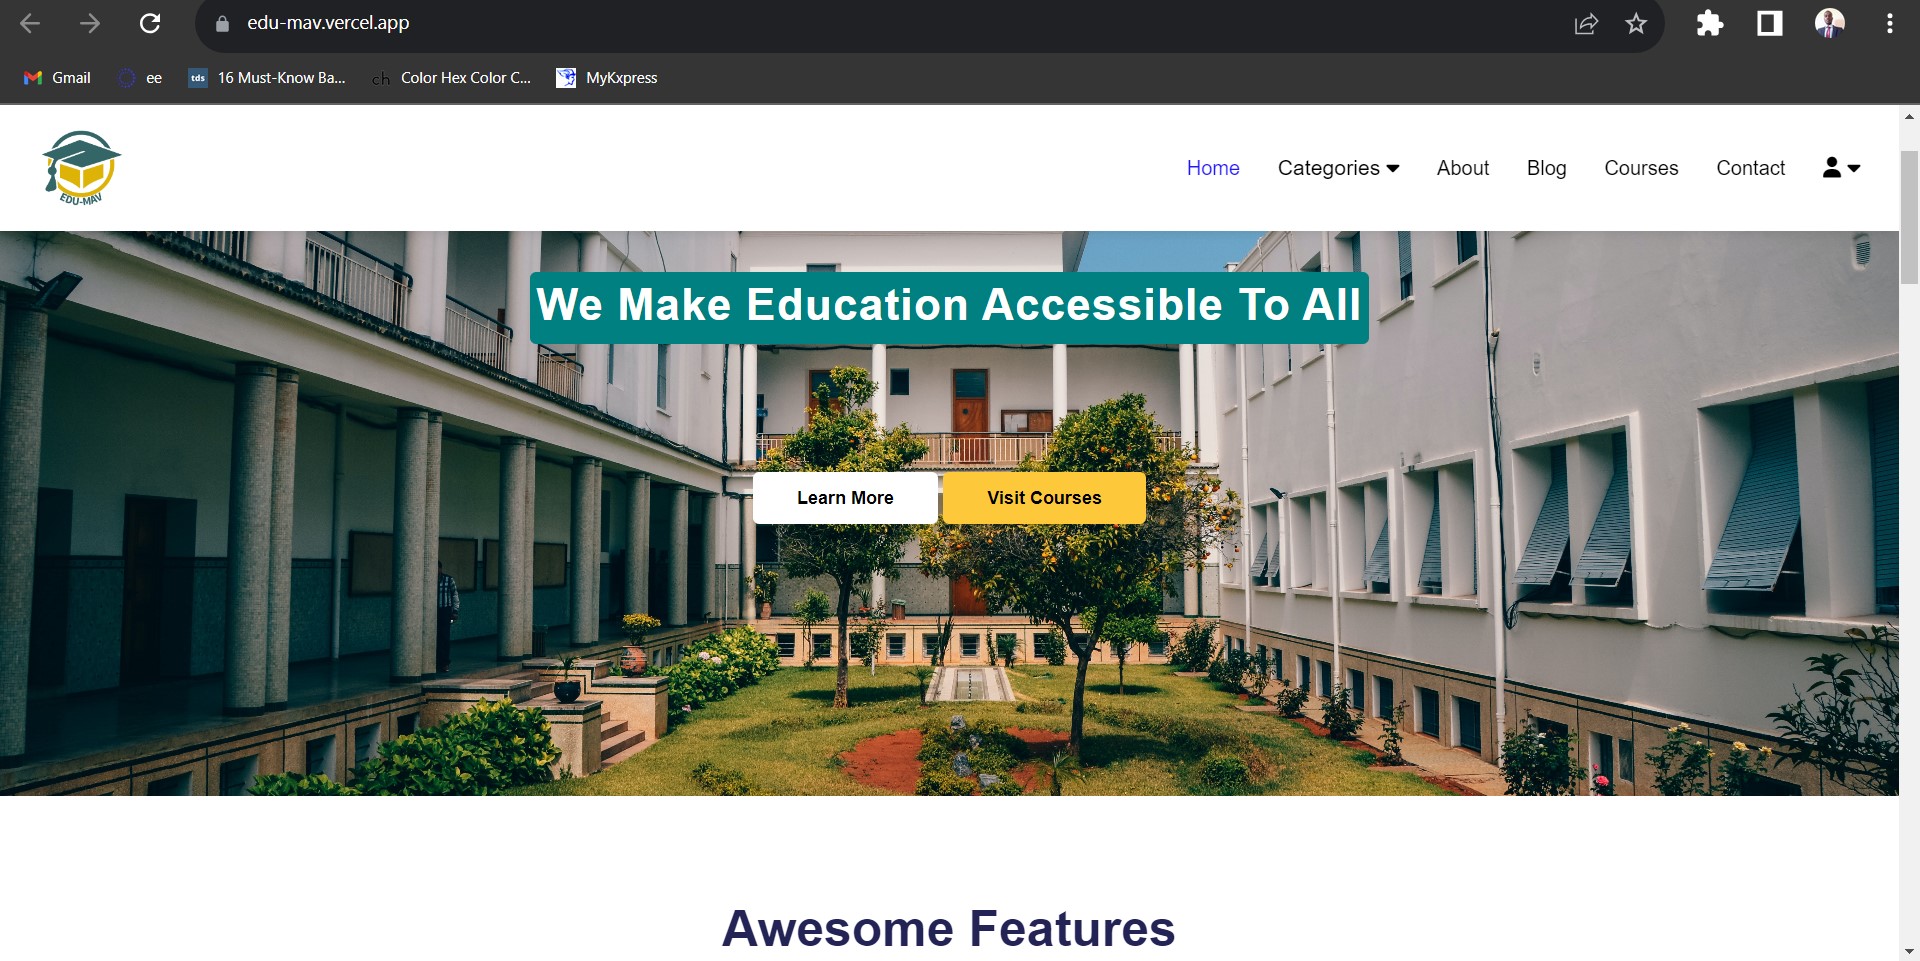 edu-mav.vercel.app
Gmail ee tds 16 Must-Know Ba... ch Color Hex Color C... MyKxpress
EDU-MAV
Home Categories About Blog Courses Contact
We Make Education Accessible To All
Learn More Visit Courses
Awesome Features